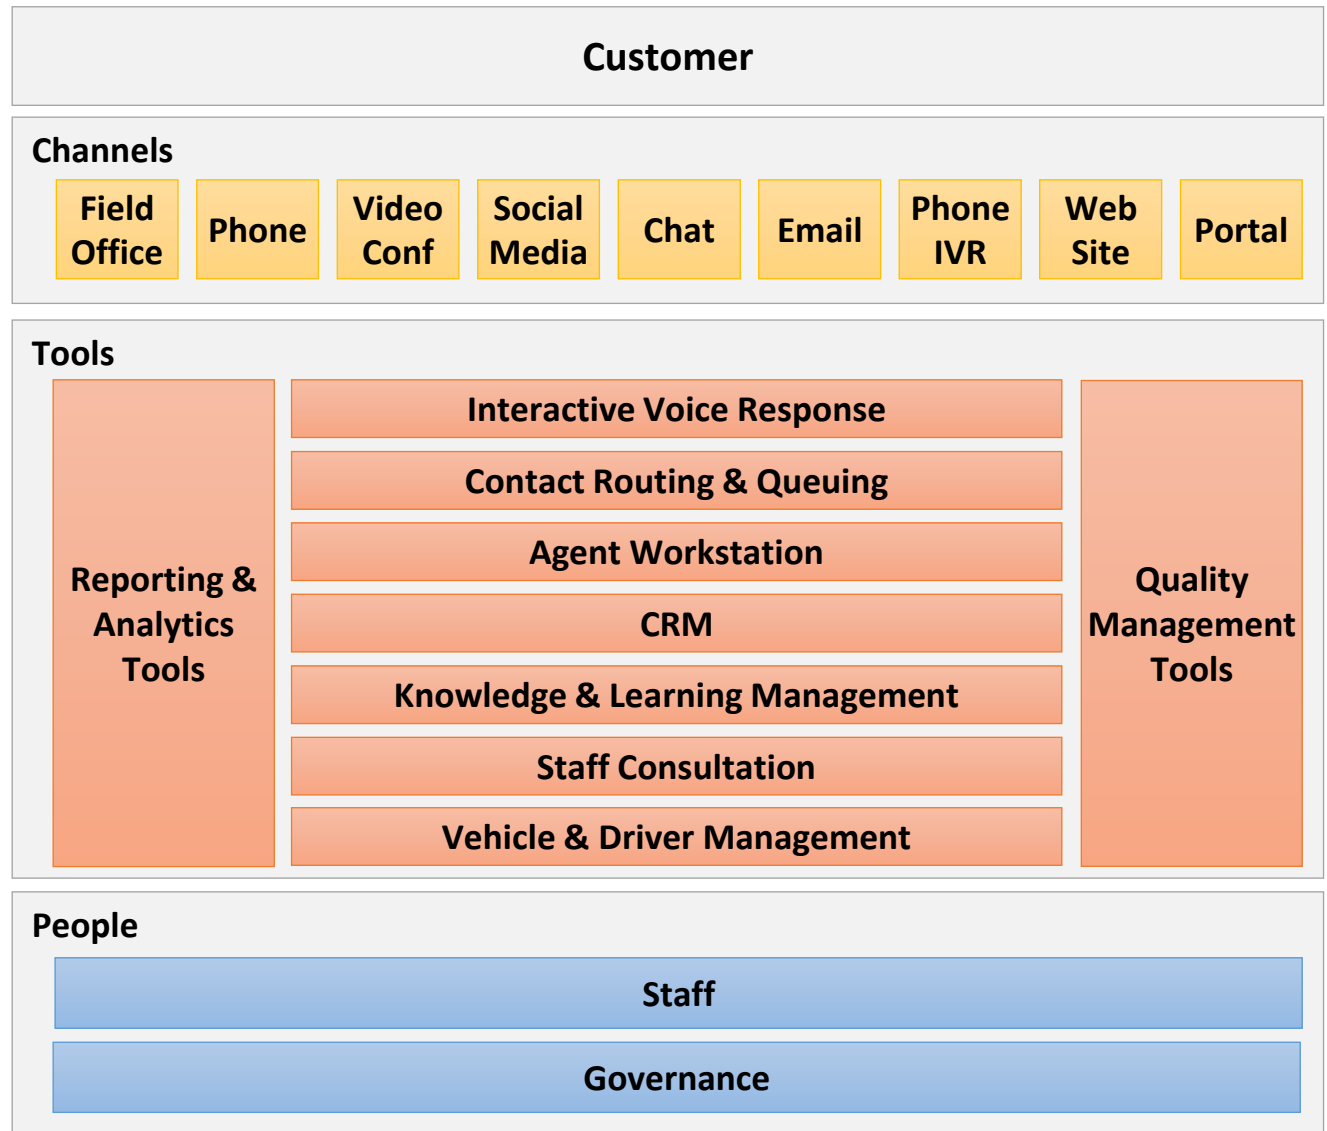 Customer
Channels
Field
Office
Phone
Video
Conf
Social
Media
Chat
Email
Phone
IVR
Web
Site
Portal
Tools
Reporting &
Analytics
Tools
Interactive Voice Response
Contact Routing & Queuing
Agent Workstation
CRM
Knowledge & Learning Management
Staff Consultation
Vehicle & Driver Management
Quality
Management
Tools
People
Staff
Governance